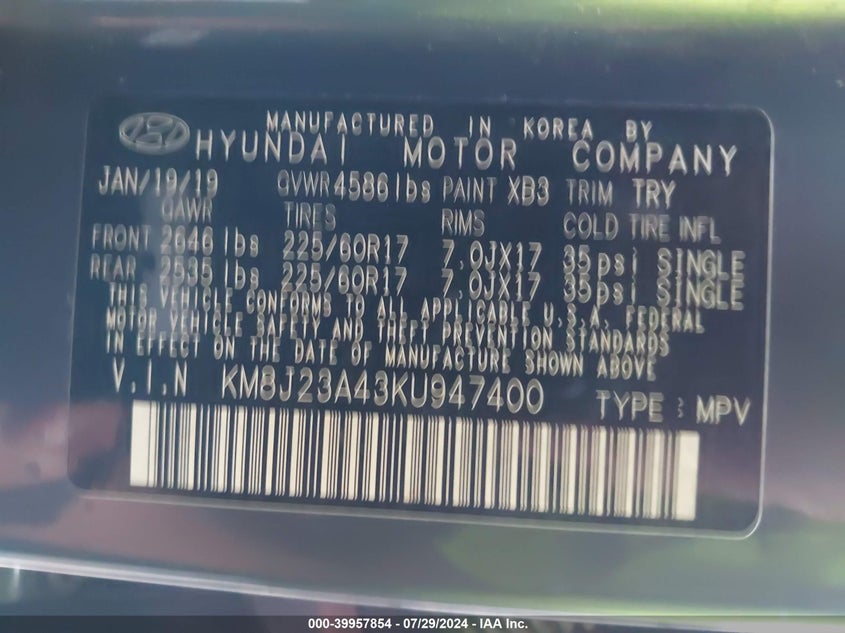 MANUFACTURED IN KOREA BY
HYUNDAI MOTOR COMPANY
JAN/19/19 GVWR 4586 lbs PAINT XB3 TRIM TRY
GAWR TIRES RIMS COLD TIRE INFL
FRONT 2646 lbs 225/60R17 7.0JX17 35psi SINGLE
REAR 2535 lbs 225/60R17 7.0JX17 35psi SINGLE
THIS VEHICLE CONFORMS TO ALL APPLICABLE U.S.A. FEDERAL
MOTOR VEHICLE SAFETY AND THEFT PREVENTION STANDARDS
IN EFFECT ON THE DATE OF MANUFACTURE SHOWN ABOVE
V.I.N KM8J23A43KU947400 TYPE : MPV
000-39957854 / 07/29/2024 - IAA Inc.